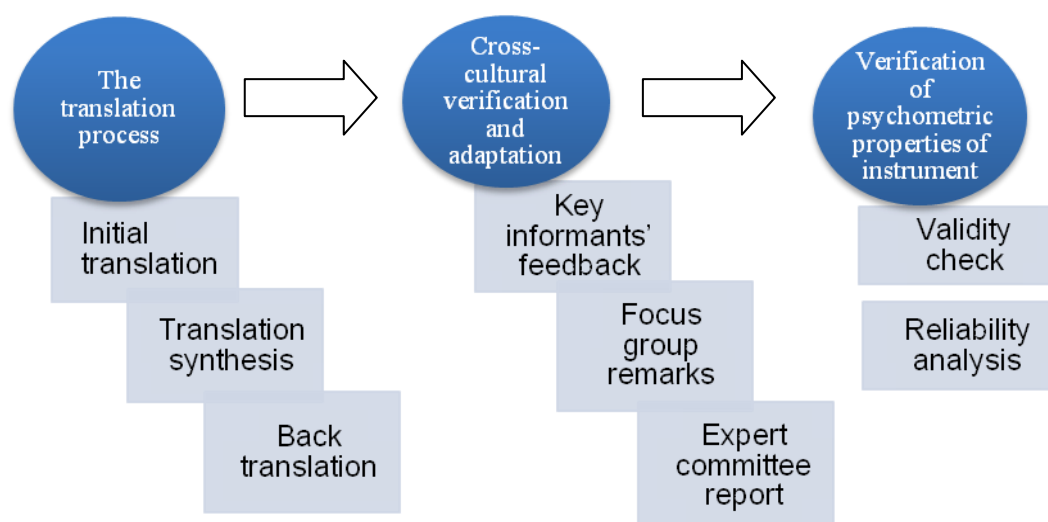 The
translation
process
Initial
translation
Translation
synthesis
Back
translation
Cross-
cultural
verification
and
adaptation
Key
informants’
feedback
Focus
group
remarks
Expert
committee
report
Verification
of
psychometric
properties of
instrument
Validity
check
Reliability
analysis